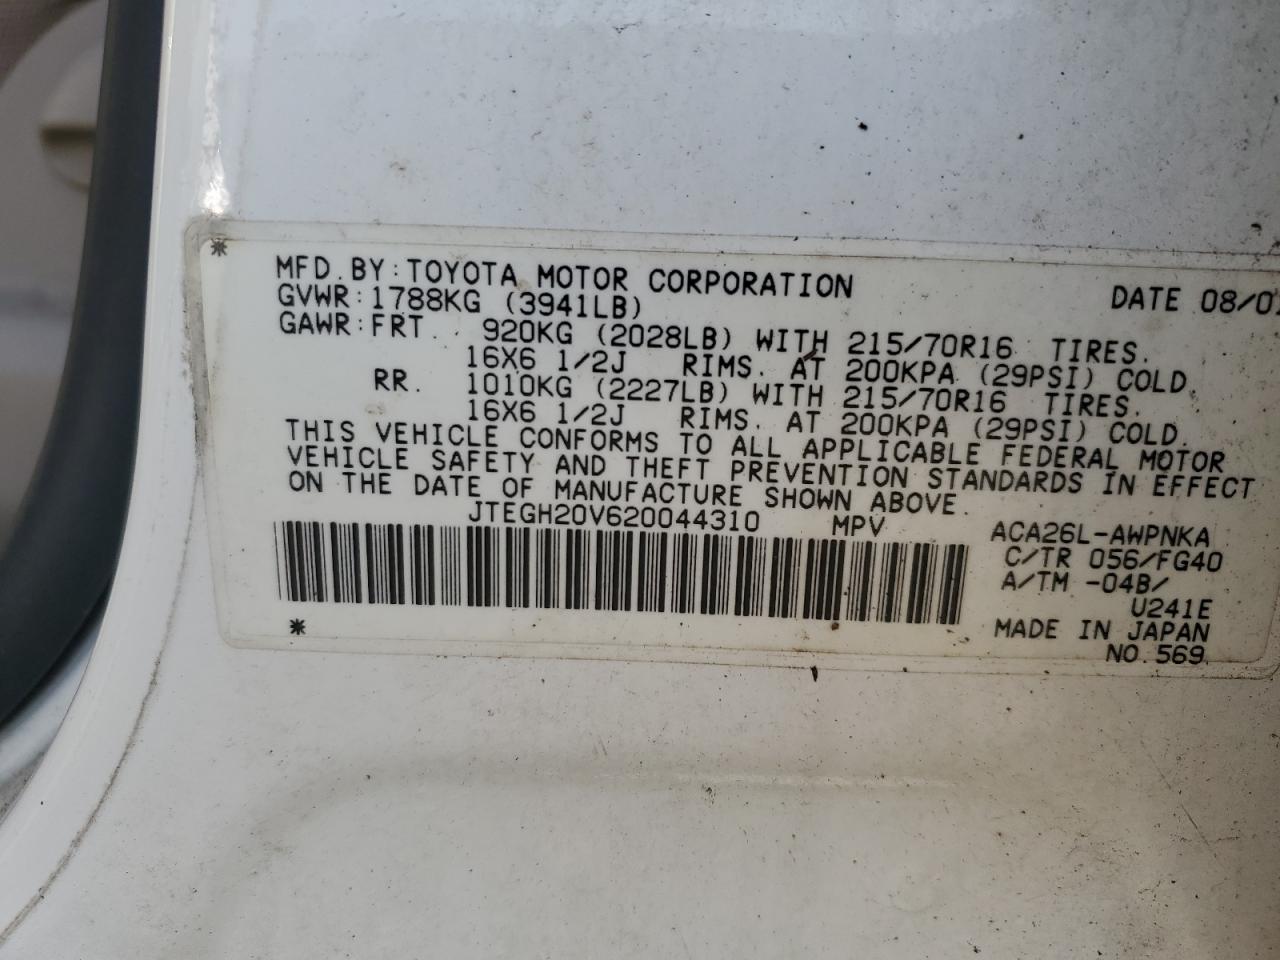 MFD. BY: TOYOTA MOTOR CORPORATION DATE 08/0
GVWR: 1788KG (3941LB)
GAWR: FRT. 920KG (2028LB) WITH 215/70R16 TIRES.
16X6 1/2J RIMS. AT 200KPA (29PSI) COLD.
RR. 1010KG (2227LB) WITH 215/70R16 TIRES.
16X6 1/2J RIMS. AT 200KPA (29PSI) COLD.
THIS VEHICLE CONFORMS TO ALL APPLICABLE FEDERAL MOTOR
VEHICLE SAFETY AND THEFT PREVENTION STANDARDS IN EFFECT
ON THE DATE OF MANUFACTURE SHOWN ABOVE.
JTEGH20V620044310 MPV
ACA26L-AWPNKA
C/TR 056/FG40
A/TM -04B/
U241E
MADE IN JAPAN
NO. 569